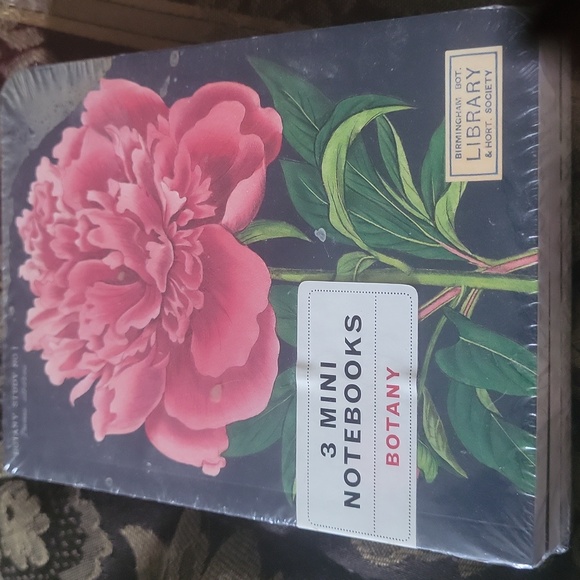 BIRMINGHAM BOT.
LIBRARY
& HORT. SOCIETY
3 MINI
NOTEBOOKS
BOTANY